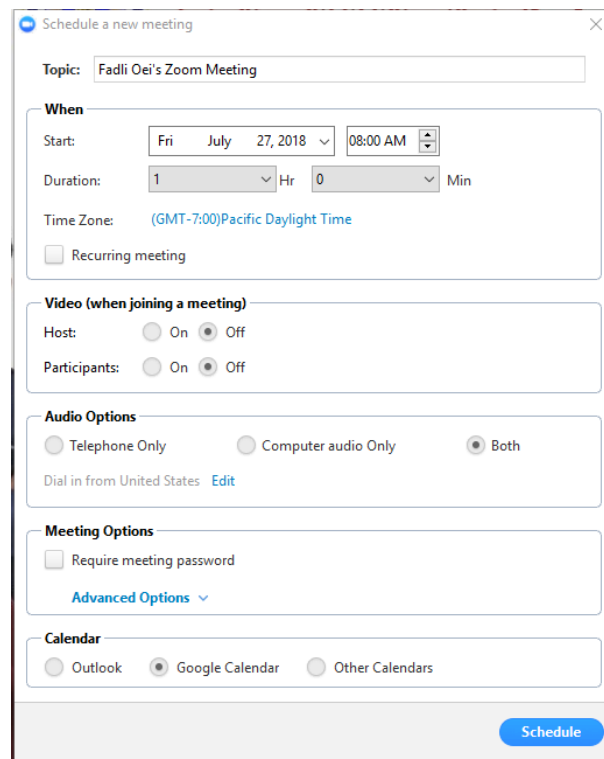 Schedule a new meeting
Topic: Fadli Oei's Zoom Meeting
When
Start: Fri July 27, 2018 08:00 AM
Duration: 1 Hr 0 Min
Time Zone: (GMT-7:00)Pacific Daylight Time
Recurring meeting
Video (when joining a meeting)
Host: On Off
Participants: On Off
Audio Options
Telephone Only Computer audio Only Both
Dial in from United States Edit
Meeting Options
Require meeting password
Advanced Options
Calendar
Outlook Google Calendar Other Calendars
Schedule